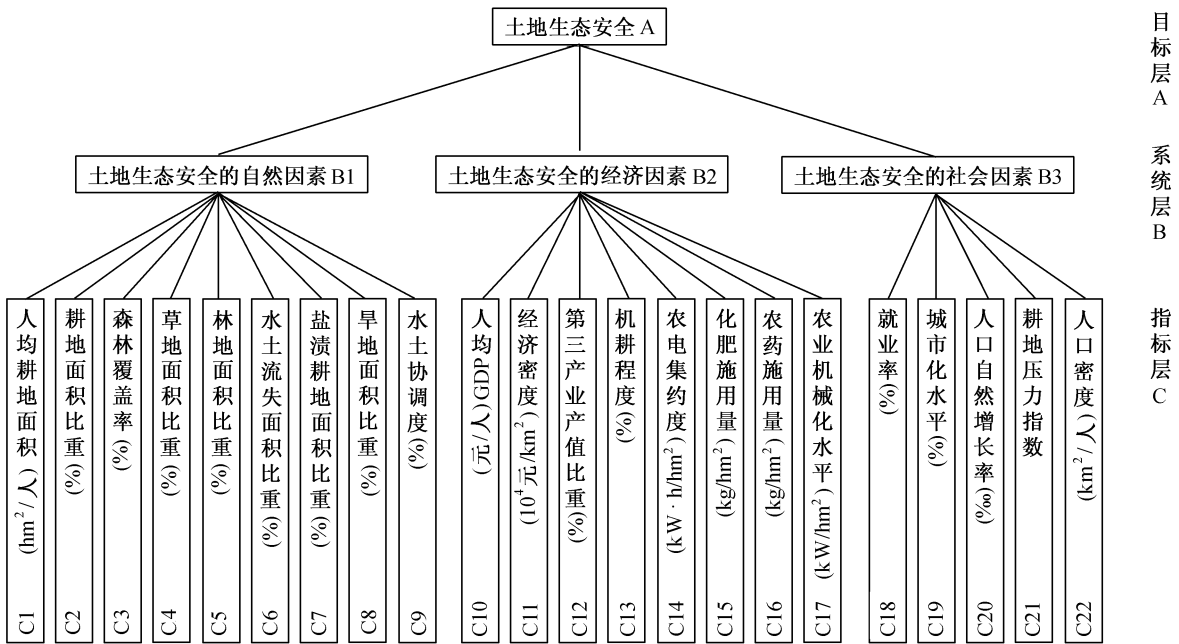 土地生态安全 A
目标层 A
土地生态安全的自然因素 B1
土地生态安全的经济因素 B2
土地生态安全的社会因素 B3
系统层 B
人均耕地面积 (hm²/人) C1
耕地面积比重 (%) C2
森林覆盖率 (%) C3
草地面积比重 (%) C4
林地面积比重 (%) C5
水土流失面积比重 (%) C6
盐渍耕地面积比重 (%) C7
旱地面积比重 (%) C8
水土协调度 (%) C9
人均GDP (元/人) C10
经济密度 (10⁴元/km²) C11
第三产业产值比重 (%) C12
机耕程度 (%) C13
农电集约度 (kW·h/hm²) C14
化肥施用量 (kg/hm²) C15
农药施用量 (kg/hm²) C16
农业机械化水平 (kW/hm²) C17
就业率 (%) C18
城市化水平 (%) C19
人口自然增长率 (‰) C20
耕地压力指数 C21
人口密度 (km²/人) C22
指标层 C